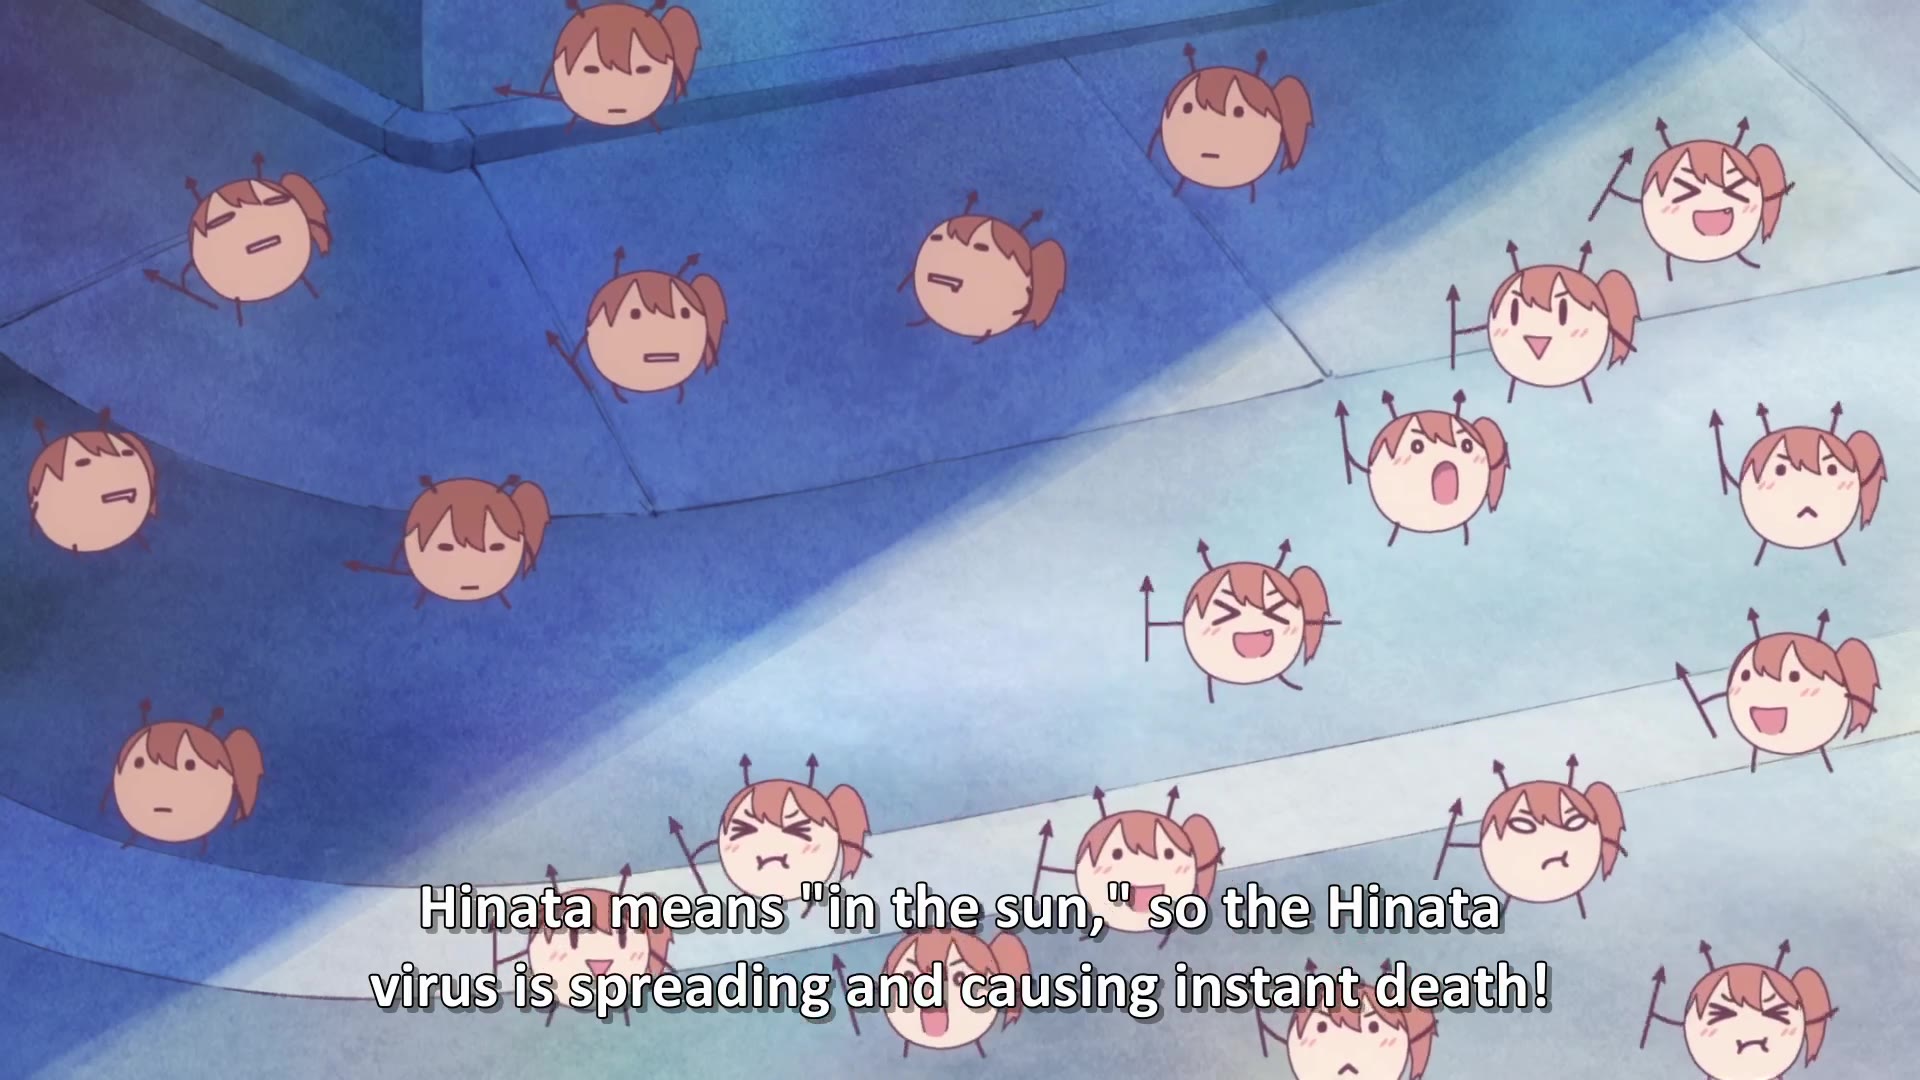 Hinata means "in the sun," so the Hinata
virus is spreading and causing instant death!